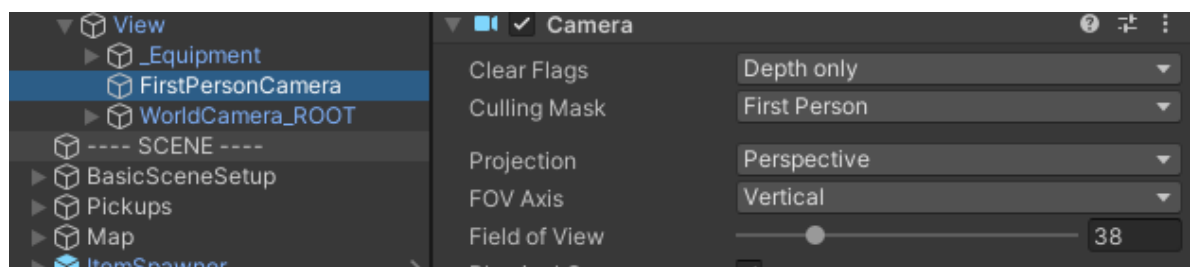 View
_Equipment
FirstPersonCamera
WorldCamera_ROOT
---- SCENE ----
BasicSceneSetup
Pickups
Map
ItemSpawner
Camera
Clear Flags Depth only
Culling Mask First Person
Projection Perspective
FOV Axis Vertical
Field of View 38